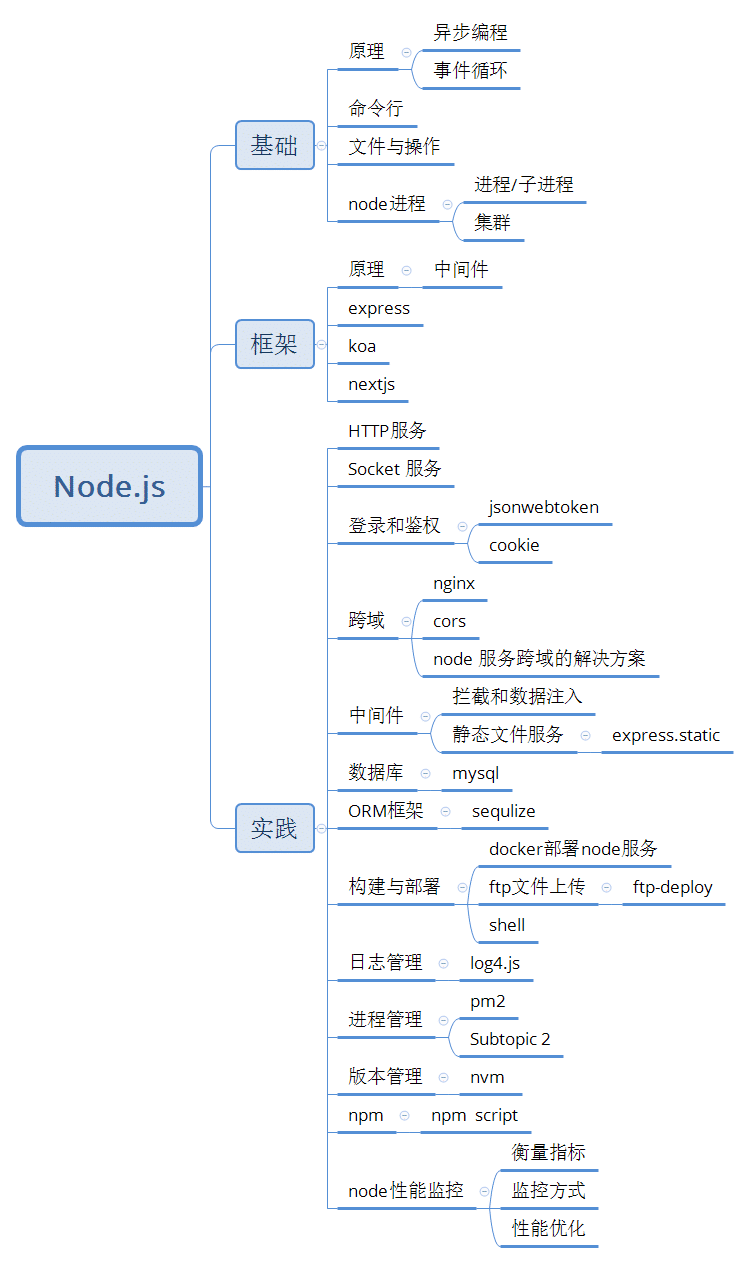 Node.js
基础
原理
异步编程
事件循环
命令行
文件与操作
node进程
进程/子进程
集群
框架
原理
中间件
express
koa
nextjs
实践
HTTP服务
Socket 服务
登录和鉴权
jsonwebtoken
cookie
跨域
nginx
cors
node 服务跨域的解决方案
中间件
拦截和数据注入
静态文件服务
express.static
数据库
mysql
ORM框架
sequlize
构建与部署
docker部署node服务
ftp文件上传
ftp-deploy
shell
日志管理
log4.js
进程管理
pm2
Subtopic 2
版本管理
nvm
npm
npm script
node性能监控
衡量指标
监控方式
性能优化